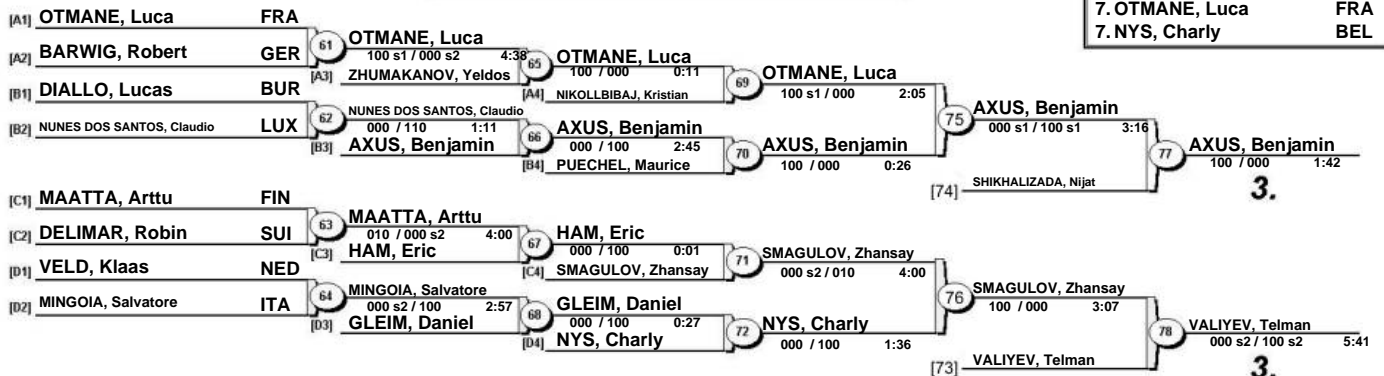 7. OTMANE, Luca FRA
7. NYS, Charly BEL
[A1] OTMANE, Luca FRA
[A2] BARWIG, Robert GER
61 OTMANE, Luca
100 s1 / 000 s2 4:38
[A3] ZHUMAKANOV, Yeldos
65 OTMANE, Luca
100 / 000 0:11
[A4] NIKOLLBIBAJ, Kristian
69 OTMANE, Luca
100 s1 / 000 2:05
[B1] DIALLO, Lucas BUR
[B2] NUNES DOS SANTOS, Claudio LUX
62 NUNES DOS SANTOS, Claudio
000 / 110 1:11
[B3] AXUS, Benjamin
66 AXUS, Benjamin
000 / 100 2:45
[B4] PUECHEL, Maurice
70 AXUS, Benjamin
100 / 000 0:26
75 AXUS, Benjamin
000 s1 / 100 s1 3:16
[74] SHIKHALIZADA, Nijat
77 AXUS, Benjamin
100 / 000 1:42
3.
[C1] MAATTA, Arttu FIN
[C2] DELIMAR, Robin SUI
63 MAATTA, Arttu
010 / 000 s2 4:00
[C3] HAM, Eric
67 HAM, Eric
000 / 100 0:01
[C4] SMAGULOV, Zhansay
71 SMAGULOV, Zhansay
000 s2 / 010 4:00
[D1] VELD, Klaas NED
[D2] MINGOIA, Salvatore ITA
64 MINGOIA, Salvatore
000 s2 / 100 2:57
[D3] GLEIM, Daniel
68 GLEIM, Daniel
000 / 100 0:27
[D4] NYS, Charly
72 NYS, Charly
000 / 100 1:36
76 SMAGULOV, Zhansay
100 / 000 3:07
[73] VALIYEV, Telman
78 VALIYEV, Telman
000 s2 / 100 s2 5:41
3.